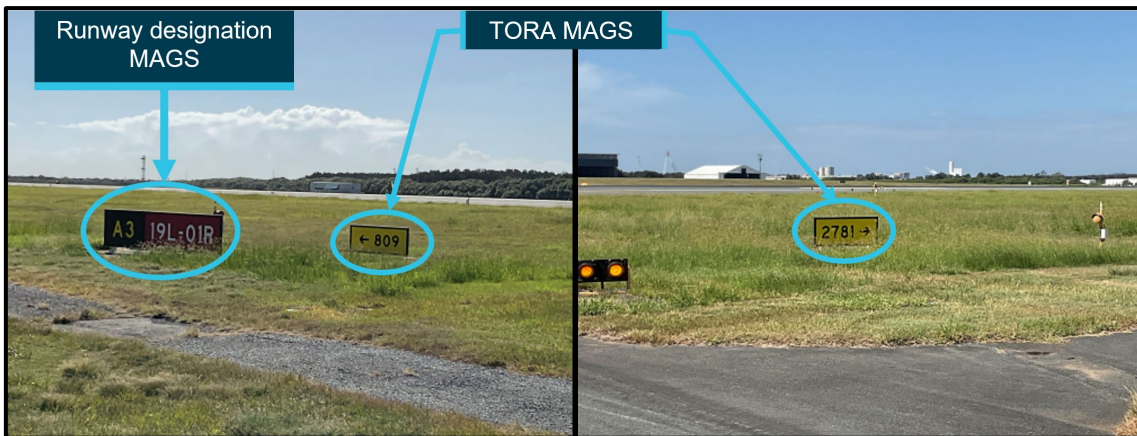 Runway designation
MAGS
TORA MAGS
A3 19L-01R
← 809
2781 →